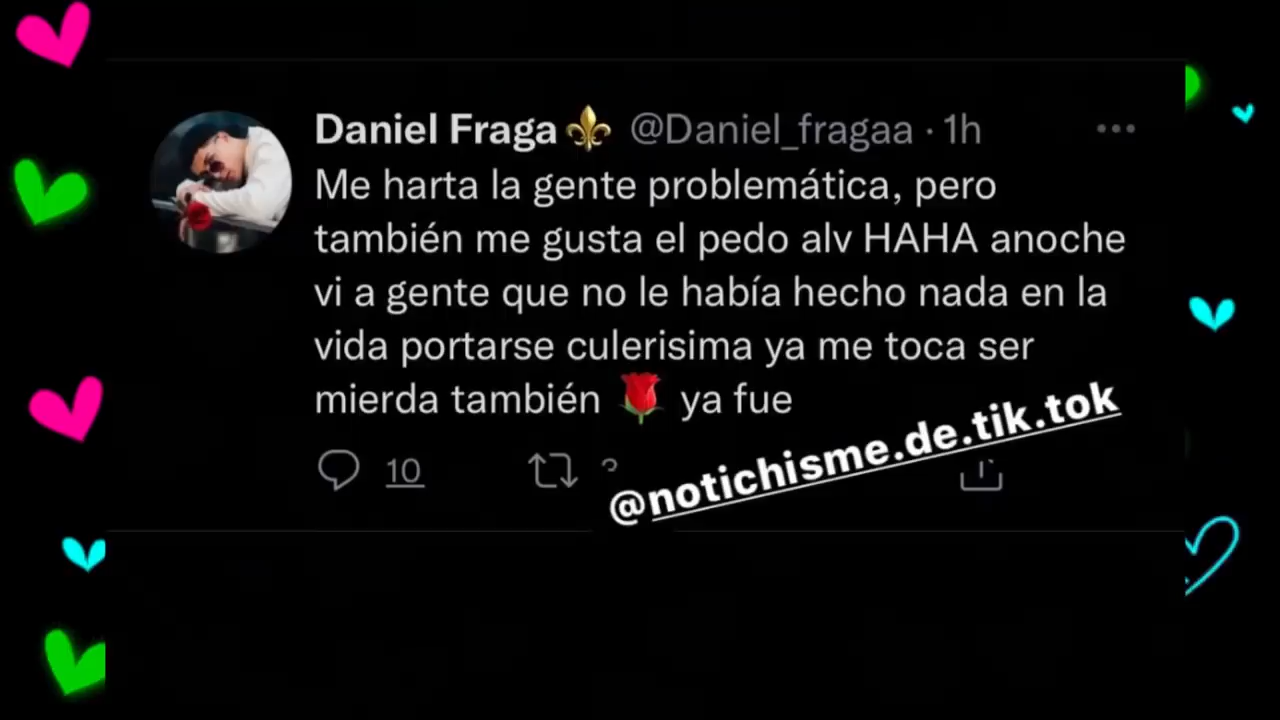 Daniel Fraga⚜️ @Daniel_fragaa · 1h
Me harta la gente problemática, pero
también me gusta el pedo alv HAHA anoche
vi a gente que no le había hecho nada en la
vida portarse culerisima ya me toca ser
mierda también 🌹 ya fue
10
@notichisme.de.tik.tok